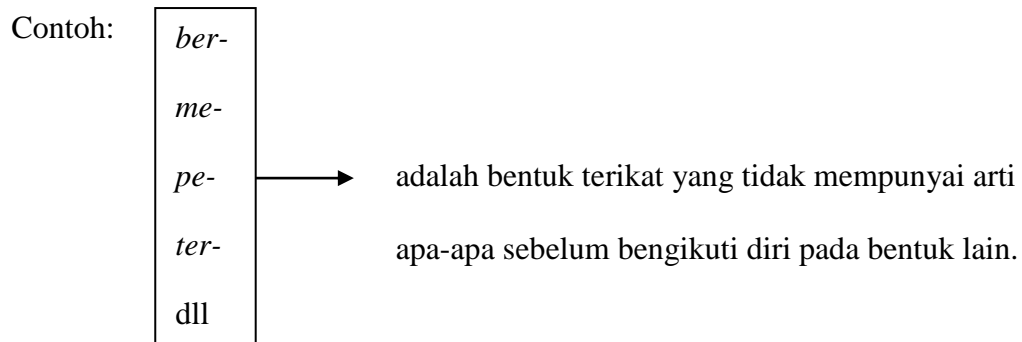 Contoh:
ber-
me-
pe-
ter-
dll
adalah bentuk terikat yang tidak mempunyai arti
apa-apa sebelum bengikuti diri pada bentuk lain.